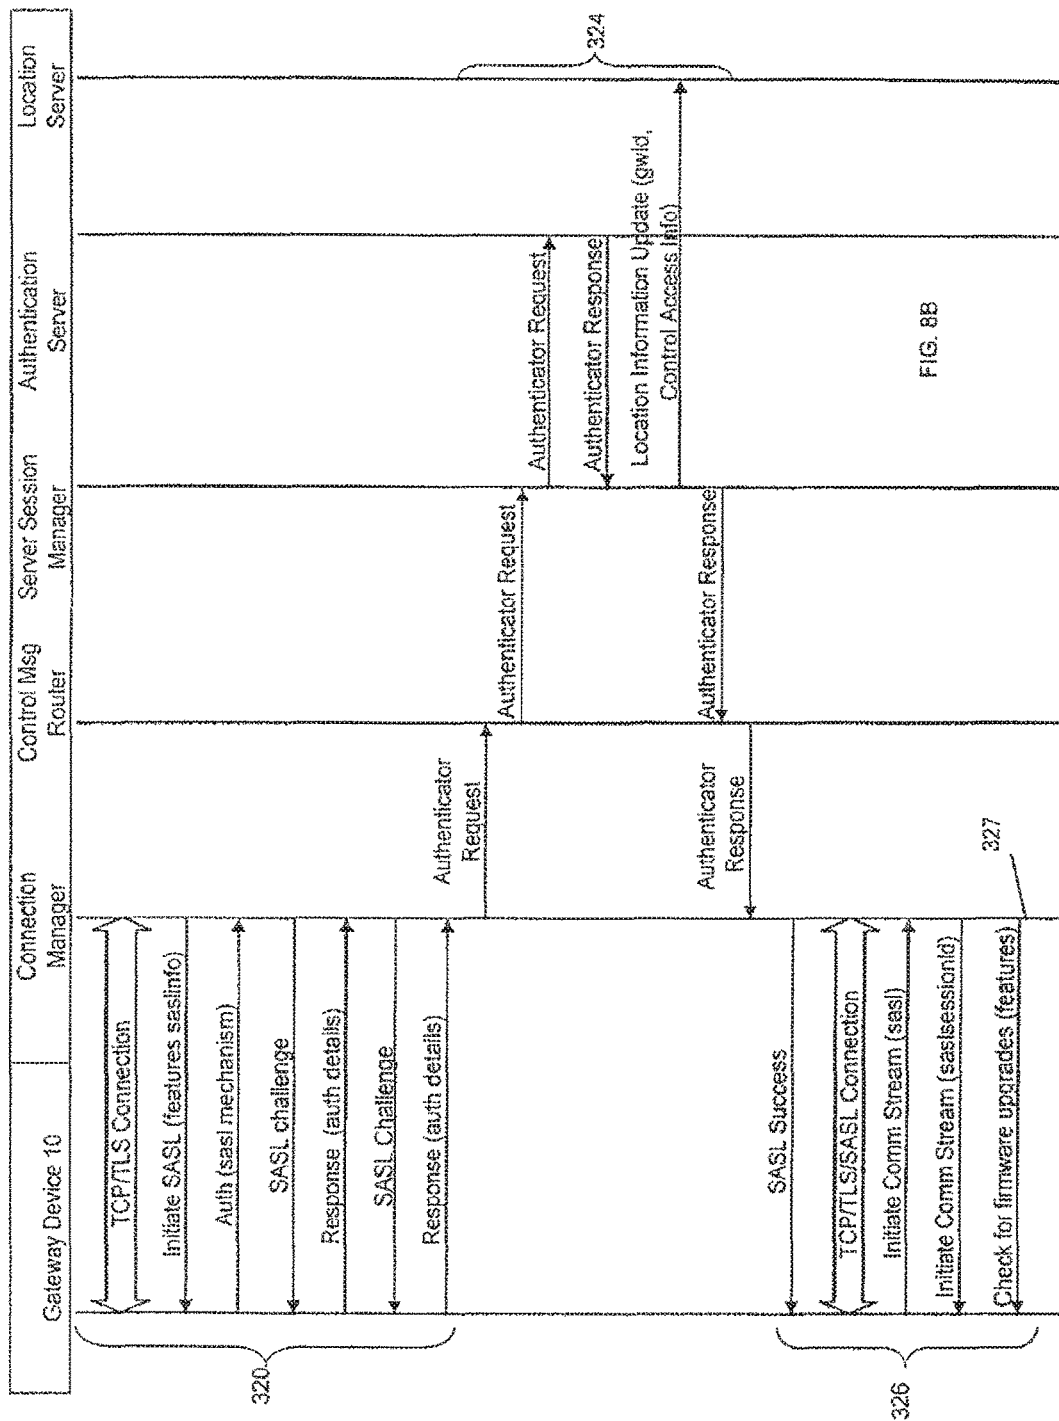 Gateway Device 10
Connection
Manager
Control Msg
Router
Server Session
Manager
Authentication
Server
Location
Server
TCP/TLS Connection
Initiate SASL (features saslinfo)
Auth (sasl mechanism)
SASL challenge
Response (auth details)
SASL Challenge
Response (auth details)
320
Authenticator
Request
Authenticator Request
Authenticator Request
Authenticator Response
Location Information Update (gwId,
Control Access Info)
324
Authenticator Response
Authenticator
Response
SASL Success
TCP/TLS/SASL Connection
Initiate Comm Stream (sasl)
Initiate Comm Stream (saslsessionId)
Check for firmware upgrades (features)
326
327
FIG. 8B